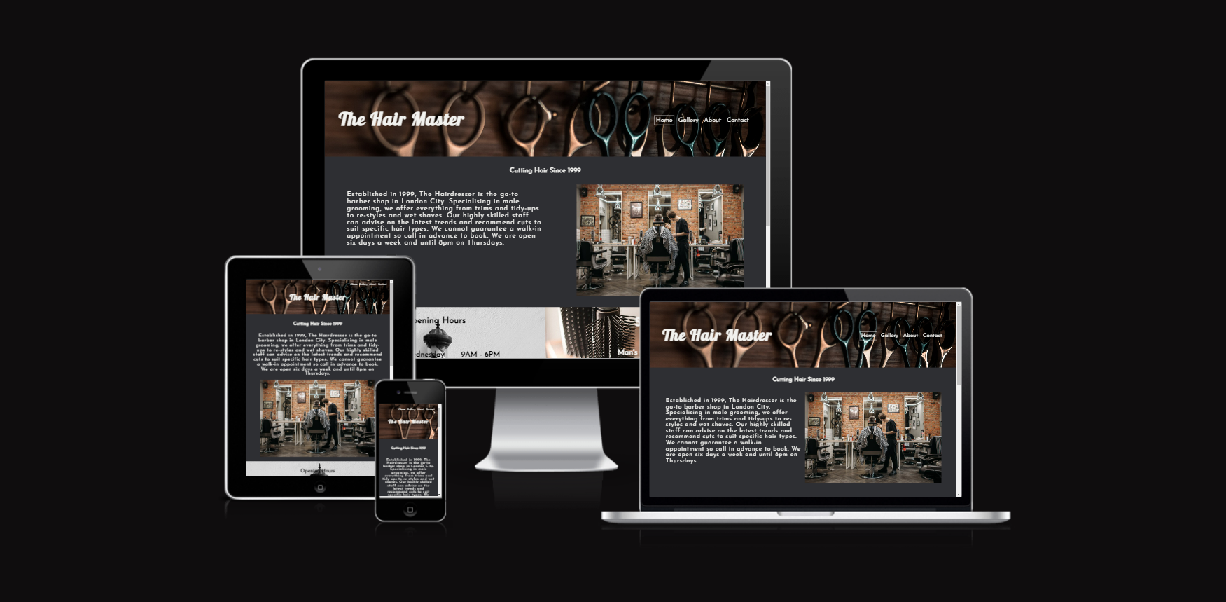 The Hair Master
Home Gallery About Contact
Cutting Hair Since 1999
Established in 1999, The Hairdresser is the go-to
barber shop in London City. Specialising in male
grooming, we offer everything from trims and tidy-ups
to re-styles and wet shaves. Our highly skilled staff
can advise on the latest trends and recommend cuts to
suit specific hair types. We cannot guarantee a walk-in
appointment so call in advance to book. We are open
six days a week and until 8pm on Thursdays.
pening Hours
dnesday 9AM - 6PM
The Hair Master
Cutting Hair Since 1999
Established in 1999, The Hairdresser is the go-to
barber shop in London City. Specialising in male
grooming, we offer everything from trims and tidy-
ups to re-styles and wet shaves. Our highly skilled
staff can advise on the latest trends and recommend
cuts to suit specific hair types. We cannot guarantee
a walk-in appointment so call in advance to book.
We are open six days a week and until 8pm on
Thursdays.
Opening Hours
The Hair Master
Cutting Hair Since 1999
Established in 1999, The
The Hair Master
Home Gallery About Contact
Cutting Hair Since 1999
Established in 1999, The Hairdresser is the
go-to barber shop in London City.
Specialising in male grooming, we offer
everything from trims and tidy-ups to re-
styles and wet shaves. Our highly skilled
staff can advise on the latest trends and
recommend cuts to suit specific hair types.
We cannot guarantee a walk-in
appointment so call in advance to book. We
are open six days a week and until 8pm on
Thursdays.